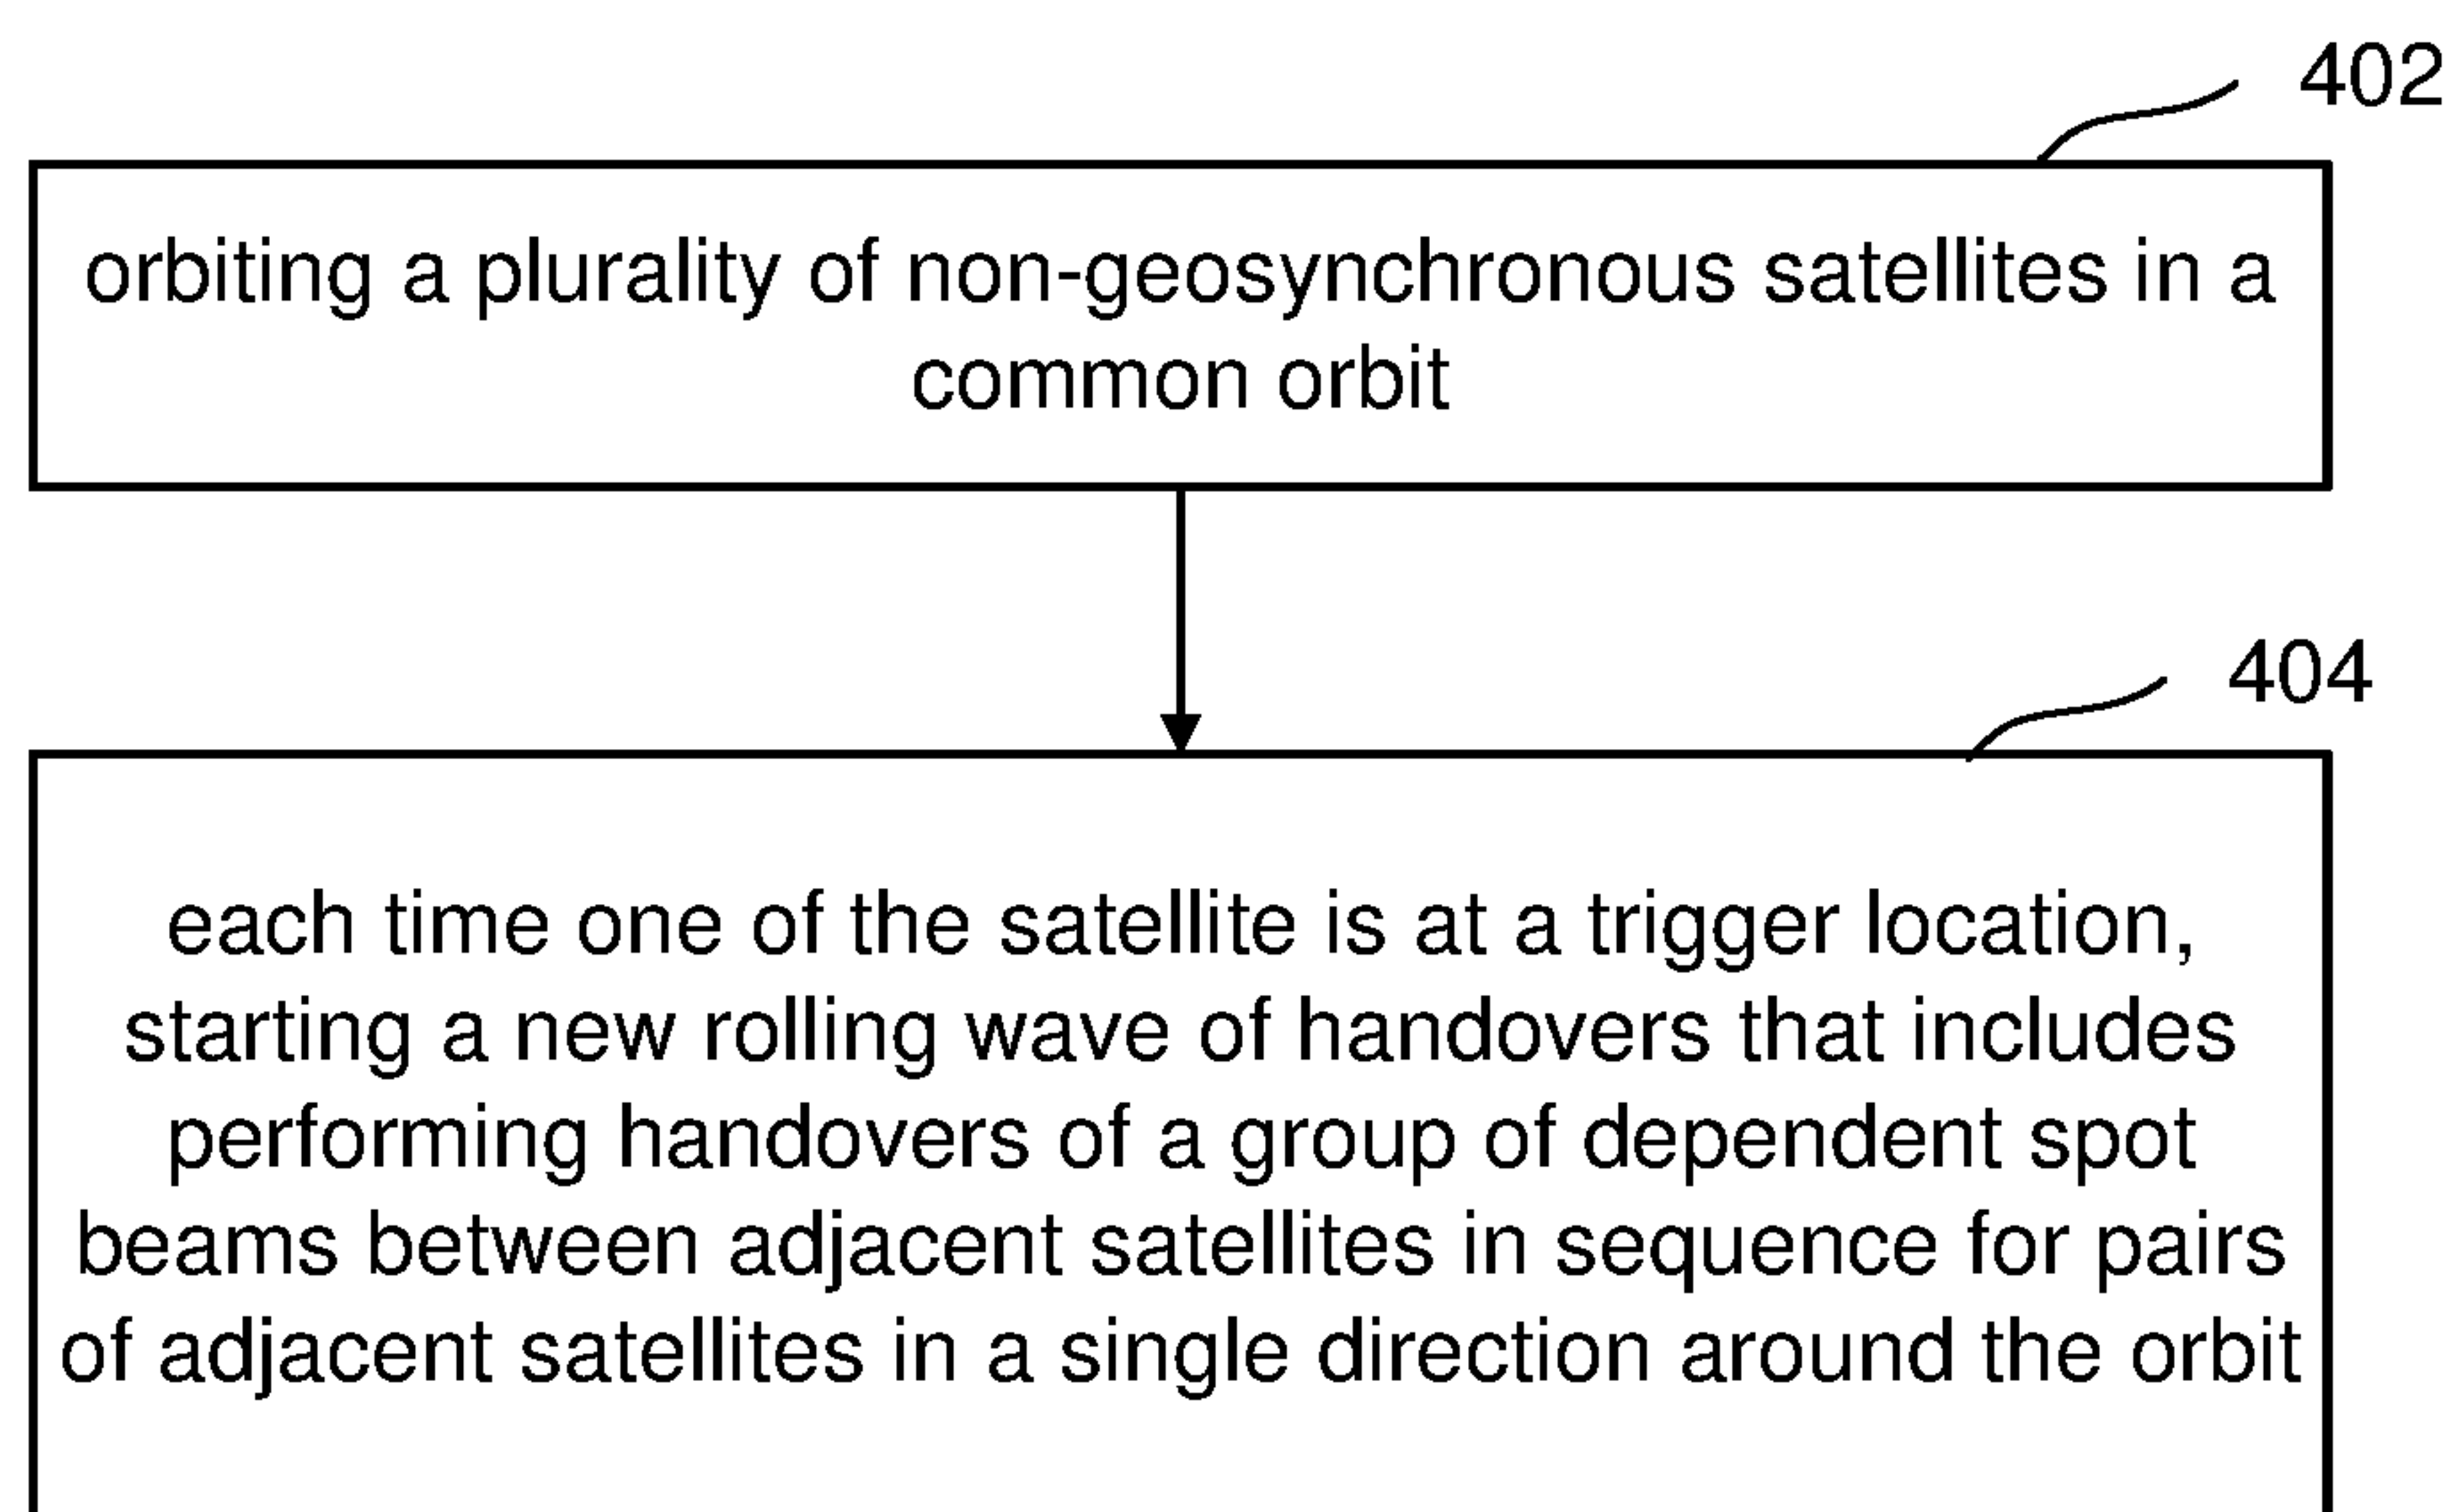 402
orbiting a plurality of non-geosynchronous satellites in a
common orbit
404
each time one of the satellite is at a trigger location,
starting a new rolling wave of handovers that includes
performing handovers of a group of dependent spot
beams between adjacent satellites in sequence for pairs
of adjacent satellites in a single direction around the orbit